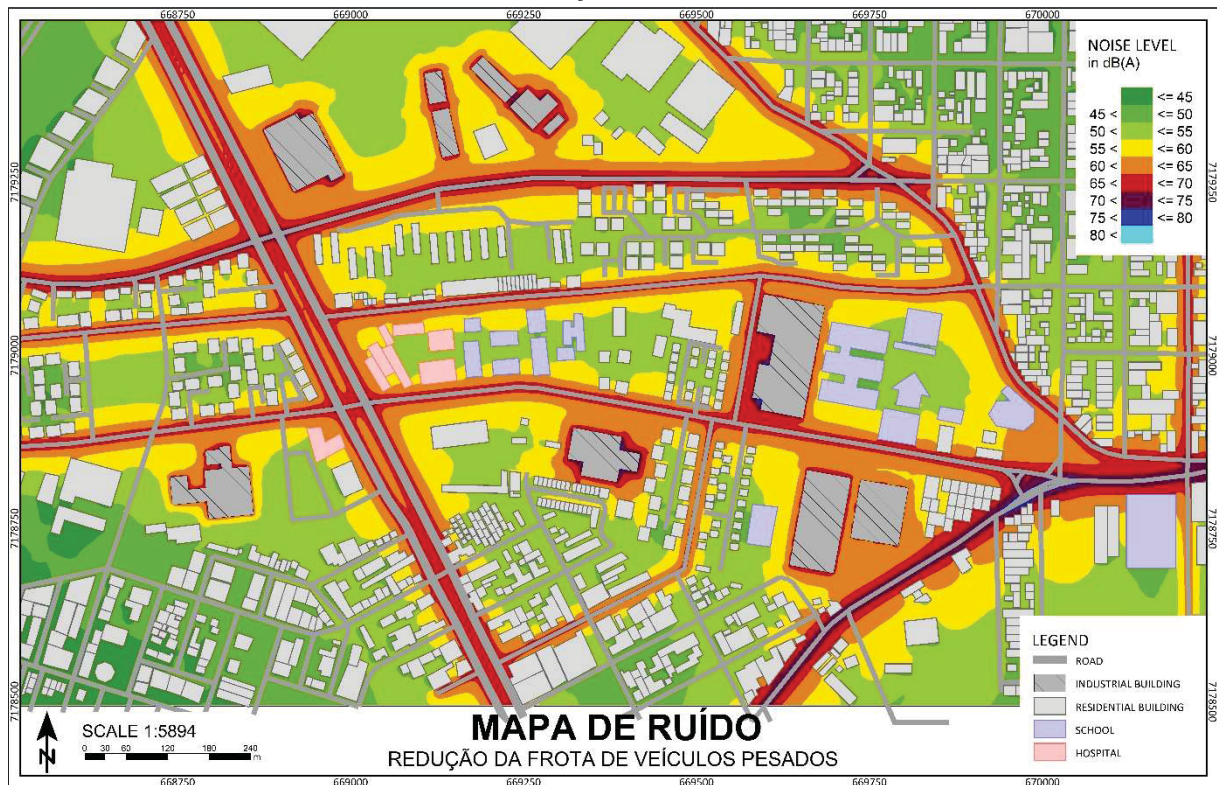 668750 669000 669250 669500 669750 670000
NOISE LEVEL
in dB(A)
<= 45
45 < <= 50
50 < <= 55
55 < <= 60
60 < <= 65
65 < <= 70
70 < <= 75
75 < <= 80
80 <
7179250 7179250
7179000 7179000
7178750 7178750
7178500 7178500
LEGEND
ROAD
INDUSTRIAL BUILDING
RESIDENTIAL BUILDING
SCHOOL
HOSPITAL
MAPA DE RUÍDO
REDUÇÃO DA FROTA DE VEÍCULOS PESADOS
SCALE 1:5894
0 30 60 120 180 240
m
N
668750 669000 669250 669500 669750 670000